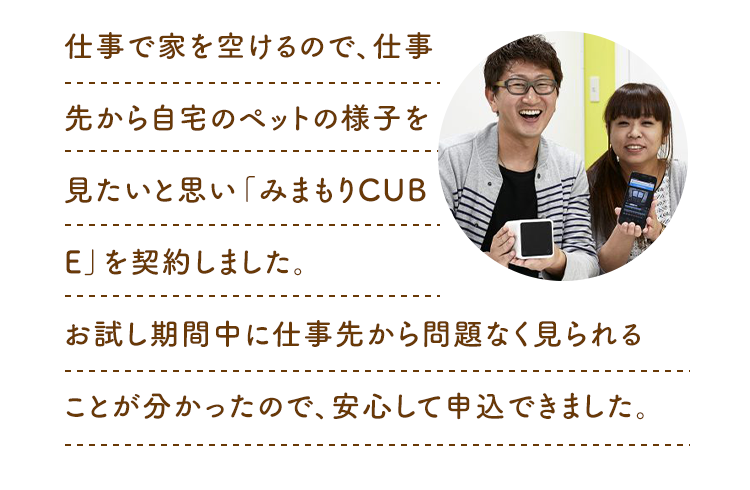 仕事で家を空けるので、仕事
先から自宅のペットの様子を
見たいと思い「みまもりCUB
E」を契約しました。
お試し期間中に仕事先から問題なく見られる
ことが分かったので、安心して申込できました。